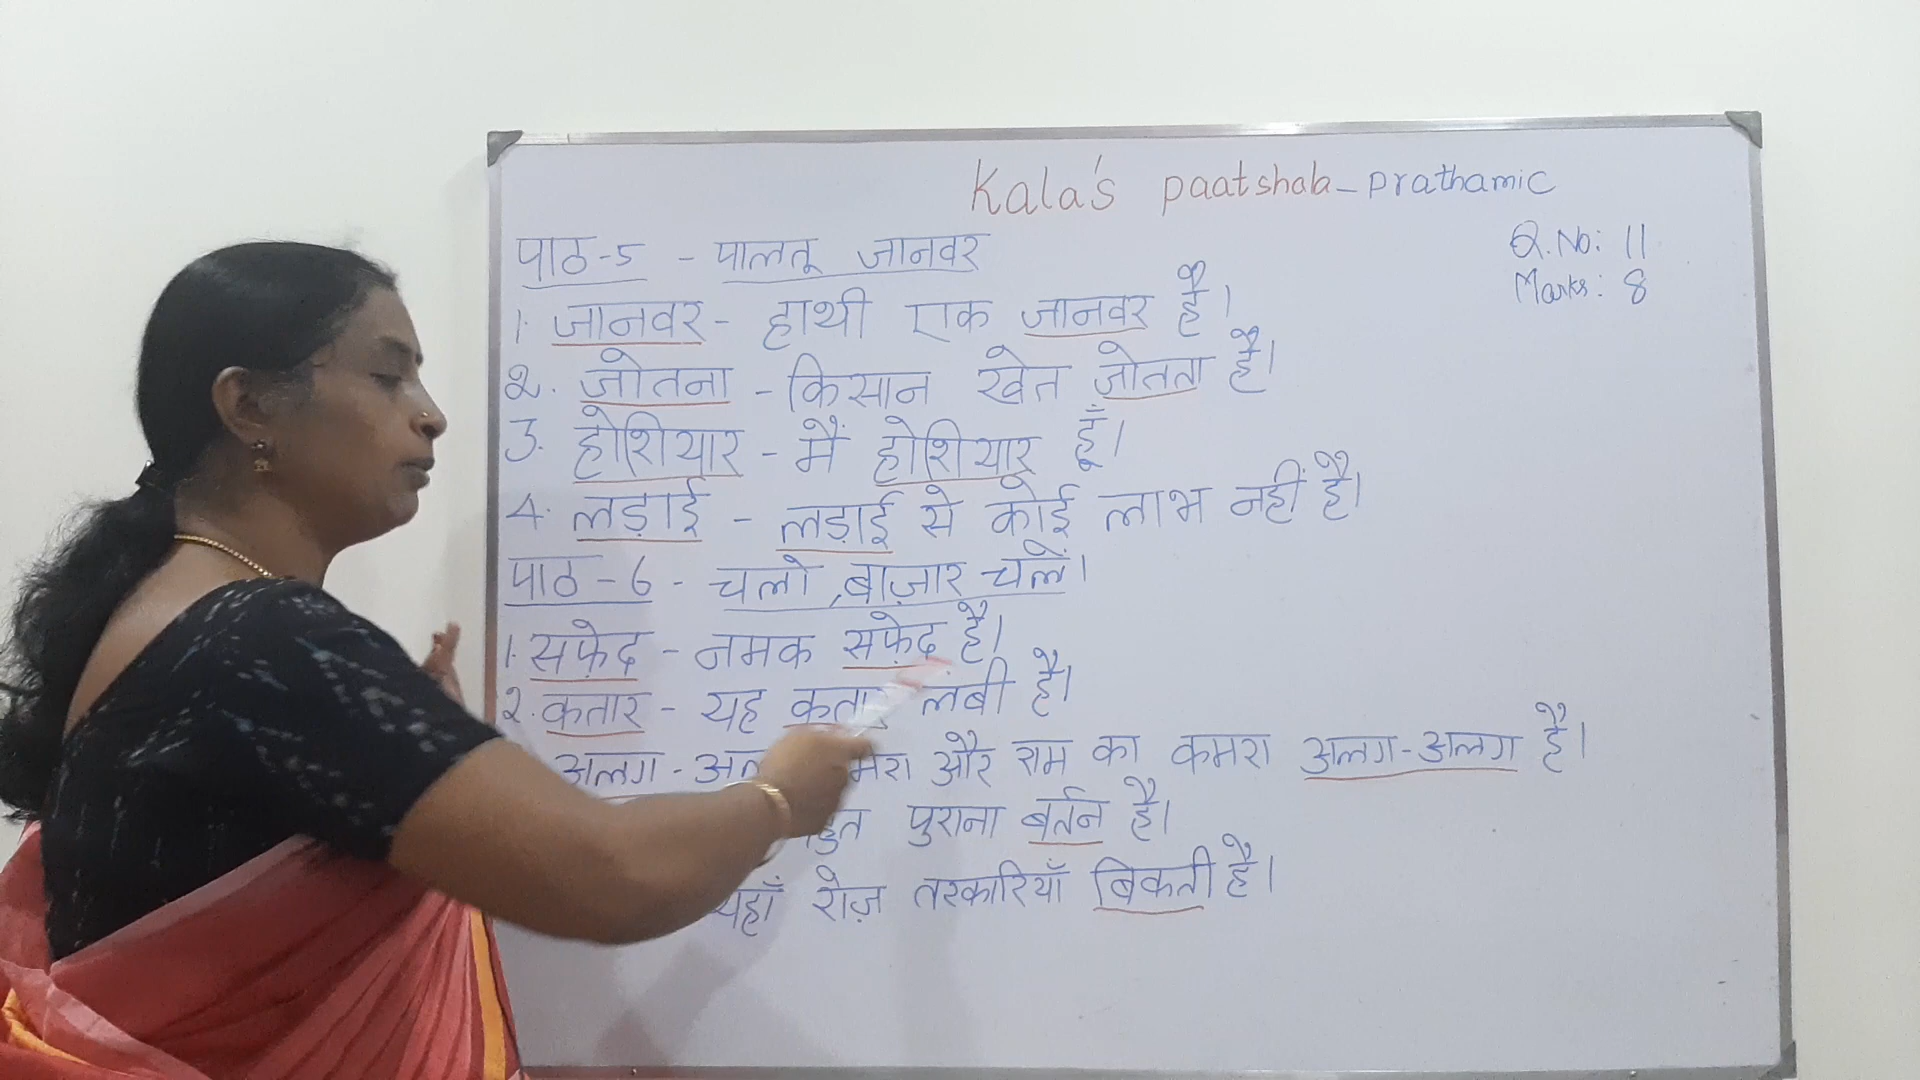 Kala's paatshala-prathamic
Q.No: 11
Marks: 8
पाठ-5 - पालतू जानवर
1. जानवर - हाथी एक जानवर है।
2. जोतना - किसान खेत जोतता है।
3. होशियार - मैं होशियार हूँ।
4. लड़ाई - लड़ाई से कोई लाभ नहीं है।
पाठ - 6 - चलो, बाज़ार चलें।
1. सफ़ेद - नमक सफ़ेद है।
2. कतार - यह लंबी है।
अलग - और राम का कमरा अलग-अलग है।
पुराना बर्तन है।
यहाँ रोज़ तरकारियाँ बिकती है।